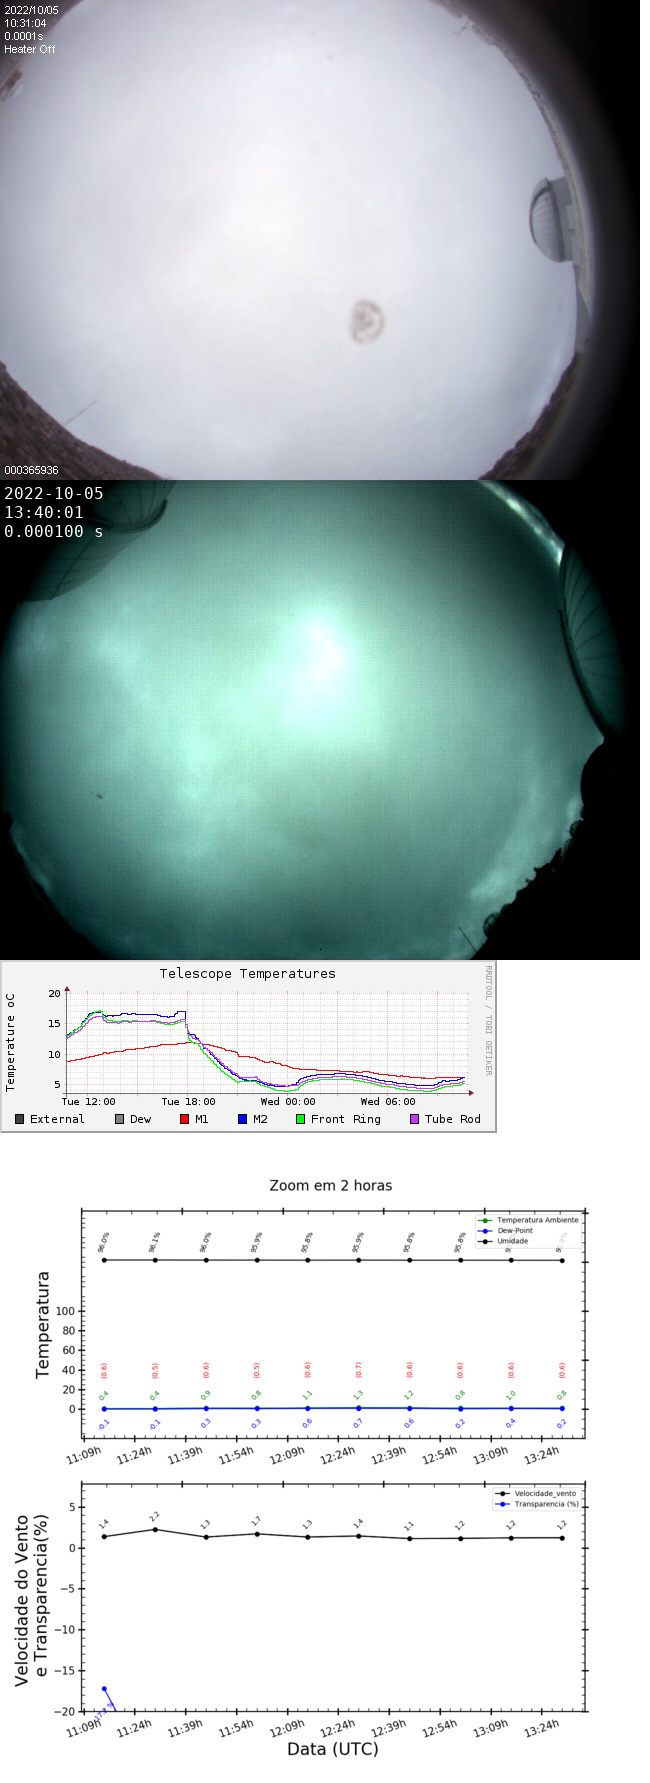 2022/10/05
10:31:04
0.0001s
Heater Off
000365936
2022-10-05
13:40:01
0.000100 s
Telescope Temperatures
RRDTOOL / TOBI OETIKER
Temperature oC
20
15
10
5
Tue 12:00 Tue 18:00 Wed 00:00 Wed 06:00
External Dew M1 M2 Front Ring Tube Rod
Zoom em 2 horas
Temperatura Ambiente
Dew-Point
Umidade
96.0% 96.1% 96.0% 95.9% 95.8% 95.9% 95.8% 95.8%
Temperatura
100
80
60
40
20
0
(0.6) (0.5) (0.6) (0.5) (0.6) (0.7) (0.6) (0.6) (0.6) (0.6)
0.4 0.4 0.9 0.8 1.1 1.3 1.2 0.8 1.0 0.8
-0.1 -0.1 0.3 0.3 0.6 0.7 0.6 0.2 0.4 0.2
11:09h 11:24h 11:39h 11:54h 12:09h 12:24h 12:39h 12:54h 13:09h 13:24h
Velocidade_vento
Transparencia (%)
Velocidade do Vento
e Transparencia(%)
5
0
−5
−10
−15
−20
1.4 2.2 1.3 1.7 1.3 1.4 1.1 1.2 1.2 1.2
11:09h 11:24h 11:39h 11:54h 12:09h 12:24h 12:39h 12:54h 13:09h 13:24h
Data (UTC)